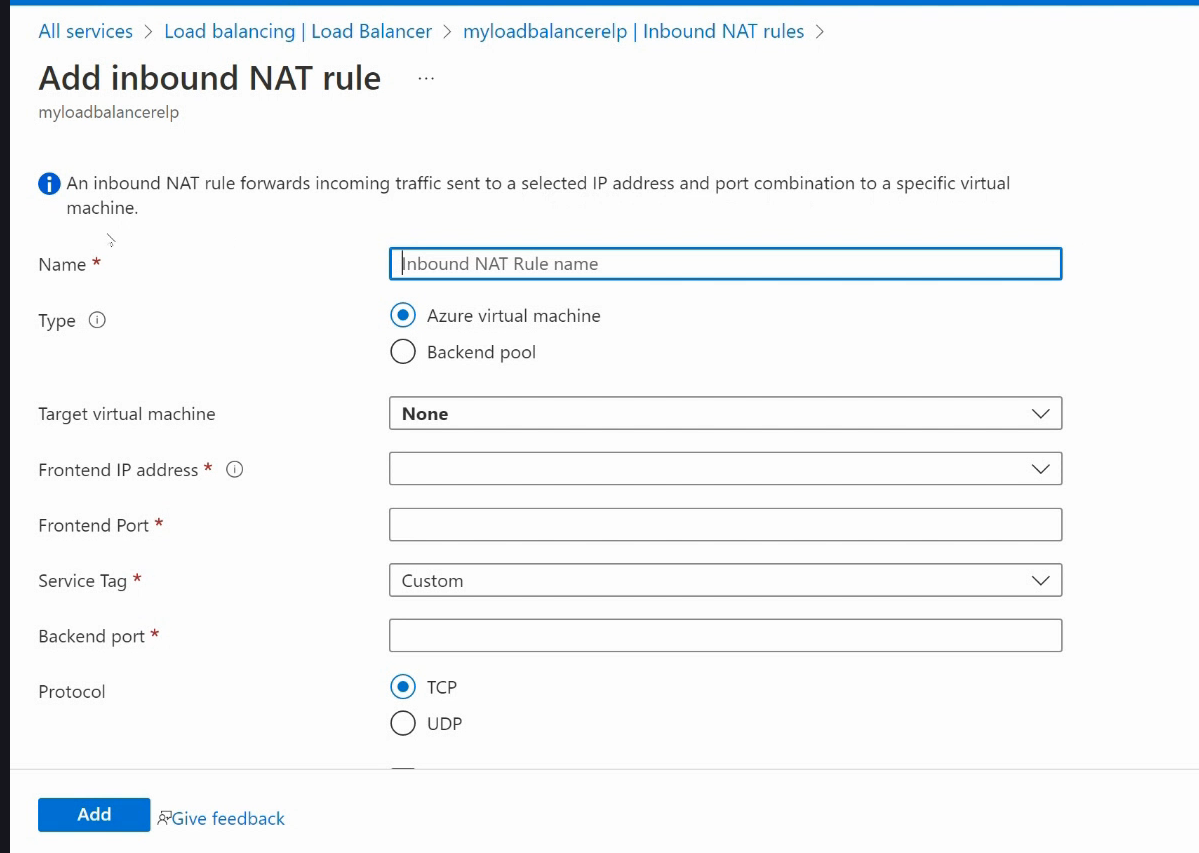 All services > Load balancing | Load Balancer > myloadbalancerelp | Inbound NAT rules >
Add inbound NAT rule ...
myloadbalancerelp
An inbound NAT rule forwards incoming traffic sent to a selected IP address and port combination to a specific virtual
machine.
Name *
Inbound NAT Rule name
Type
Azure virtual machine
Backend pool
Target virtual machine
None
Frontend IP address *
Frontend Port *
Service Tag *
Custom
Backend port *
Protocol
TCP
UDP
Add
Give feedback